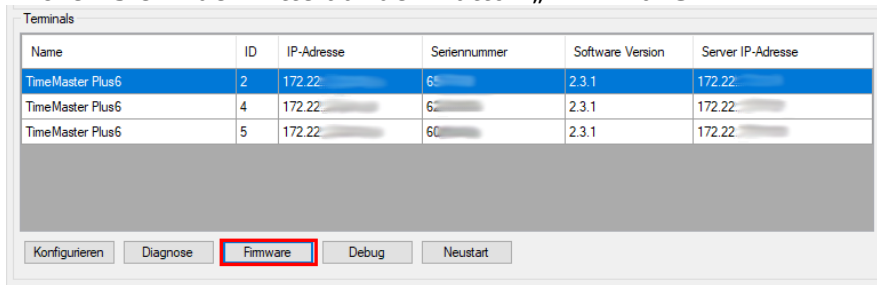 Terminals
Name ID IP-Adresse Seriennummer Software Version Server IP-Adresse
TimeMaster Plus6 2 172.22 65 2.3.1 172.22
TimeMaster Plus6 4 172.22 62 2.3.1 172.22
TimeMaster Plus6 5 172.22 60 2.3.1 172.22
Konfigurieren Diagnose Firmware Debug Neustart